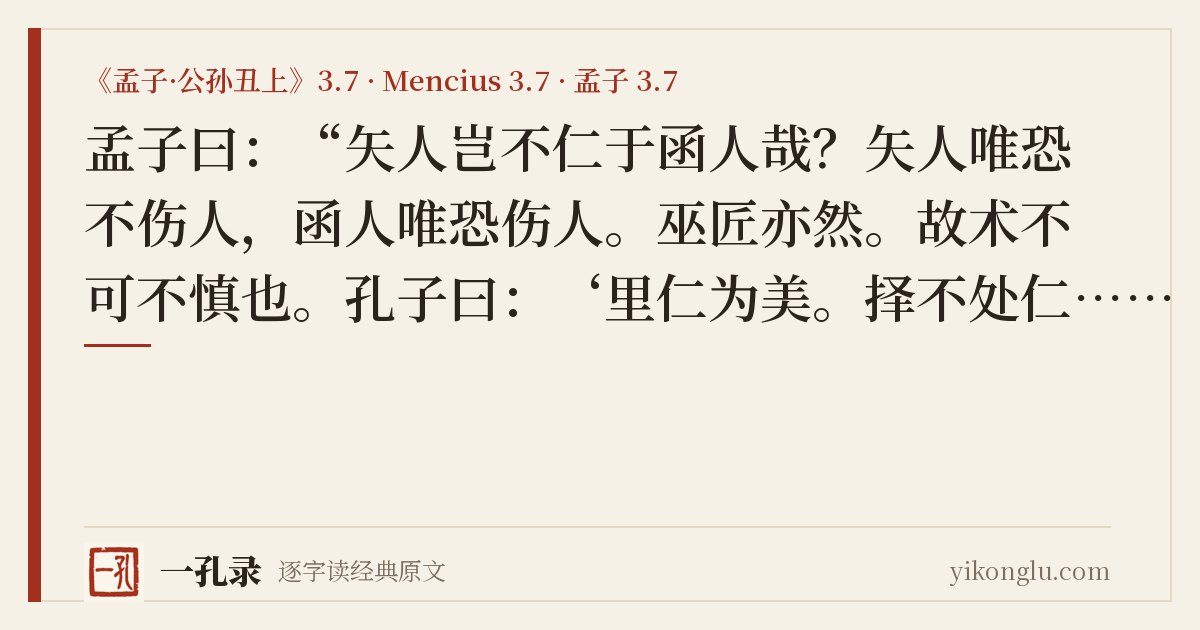 《孟子·公孙丑上》3.7 · Mencius 3.7 · 孟子 3.7
孟子曰：“矢人岂不仁于函人哉？矢人唯恐
不伤人，函人唯恐伤人。巫匠亦然。故术不
可不慎也。孔子曰：‘里仁为美。择不处仁……
一孔
一孔录 逐字读经典原文
yikonglu.com